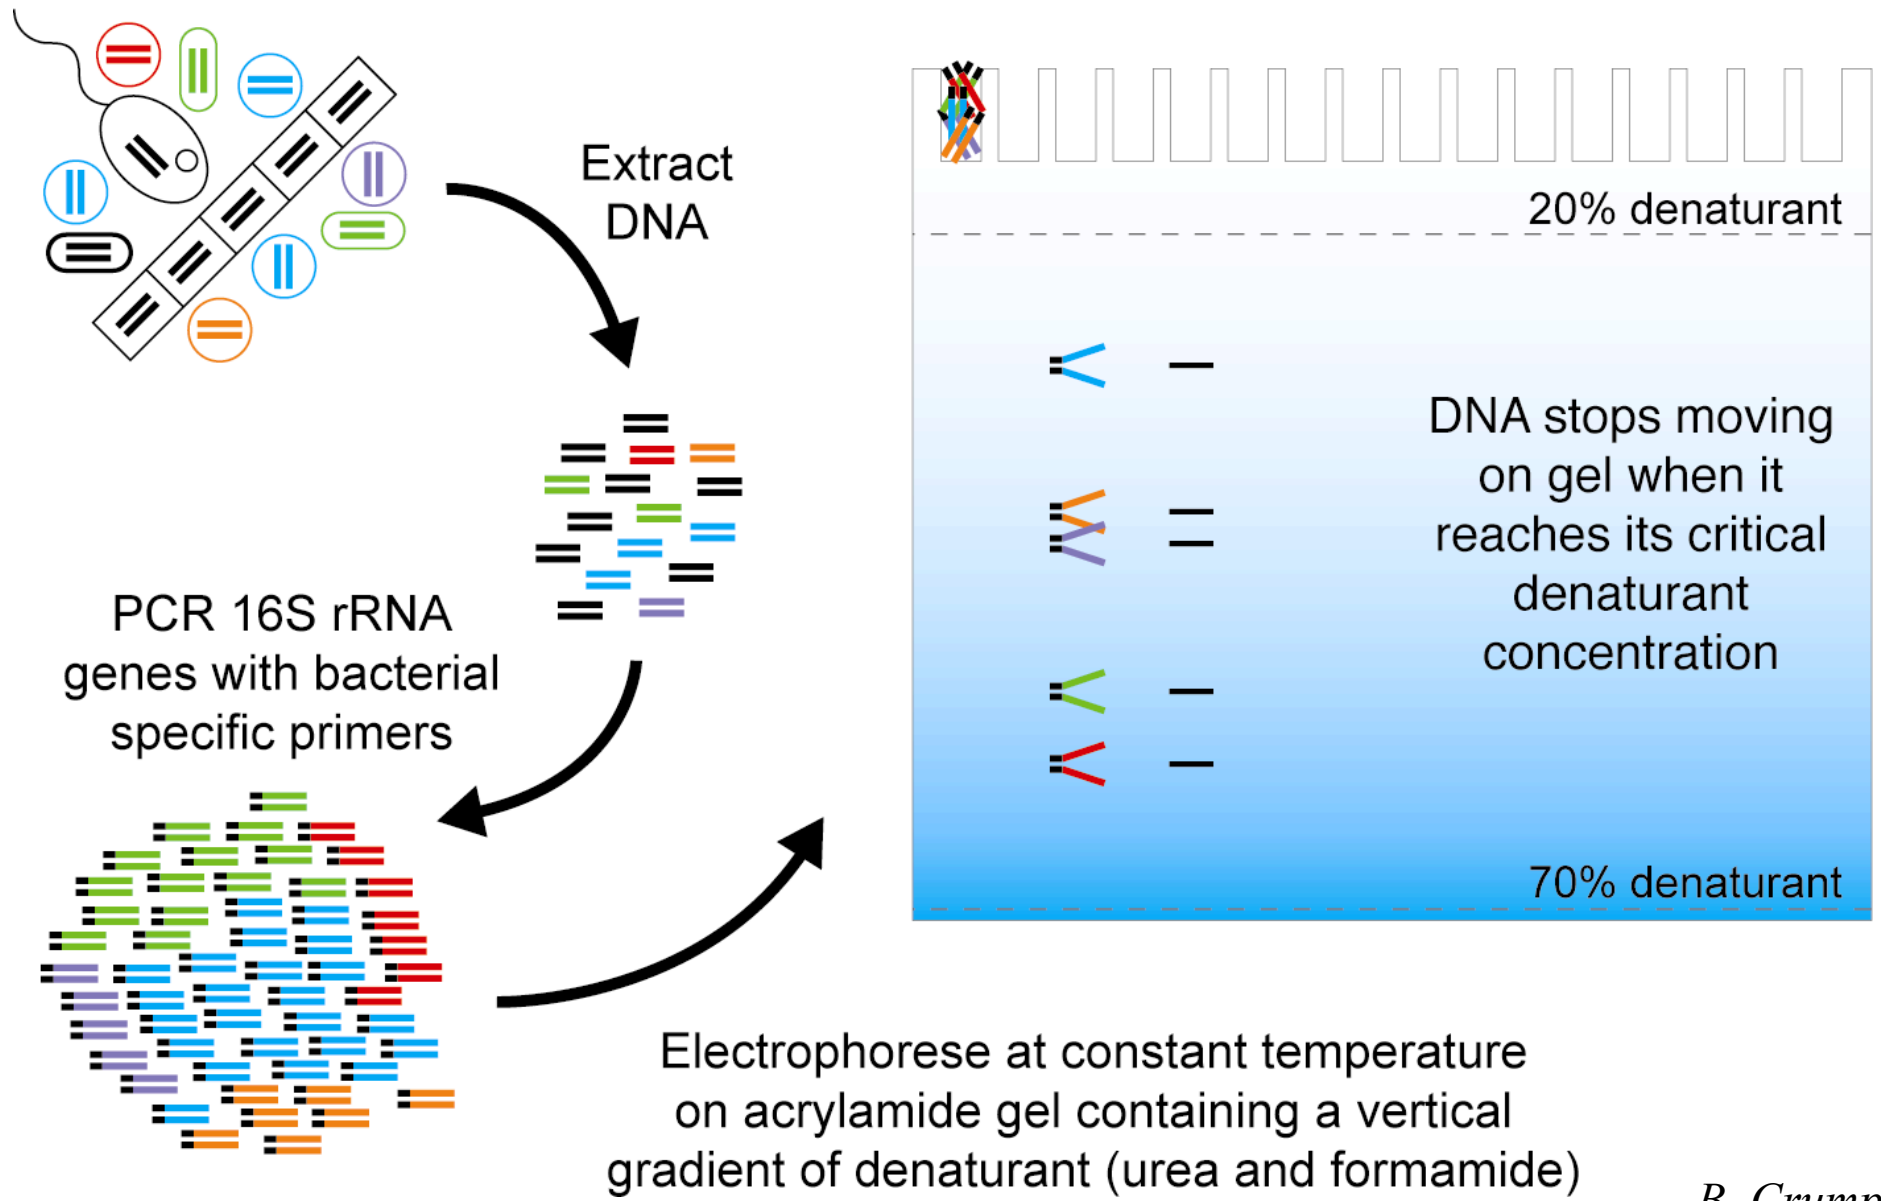 Extract
DNA
PCR 16S rRNA
genes with bacterial
specific primers
20% denaturant
DNA stops moving
on gel when it
reaches its critical
denaturant
concentration
70% denaturant
Electrophorese at constant temperature
on acrylamide gel containing a vertical
gradient of denaturant (urea and formamide)
B. Crump